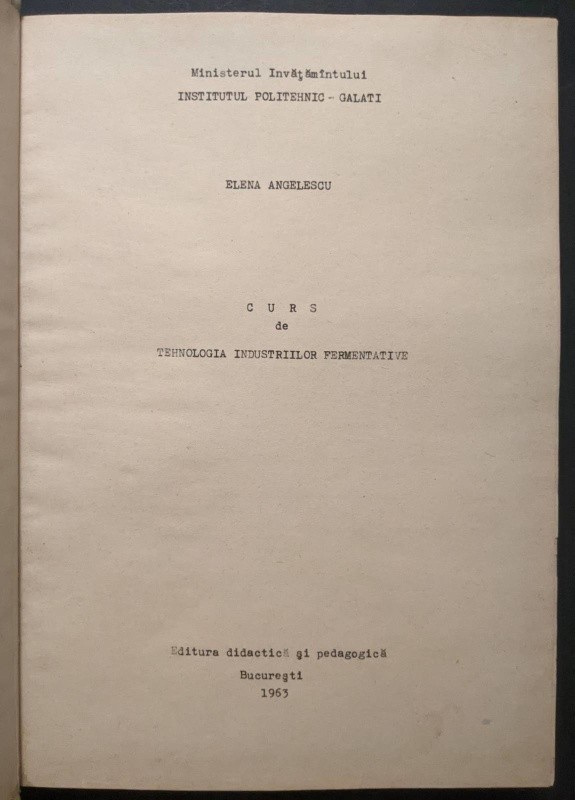 Ministerul Invăţămîntului
INSTITUTUL POLITEHNIC - GALATI
ELENA ANGELESCU
C U R S
de
TEHNOLOGIA INDUSTRIILOR FERMENTATIVE
Editura didactică şi pedagogică
Bucureşti
1963